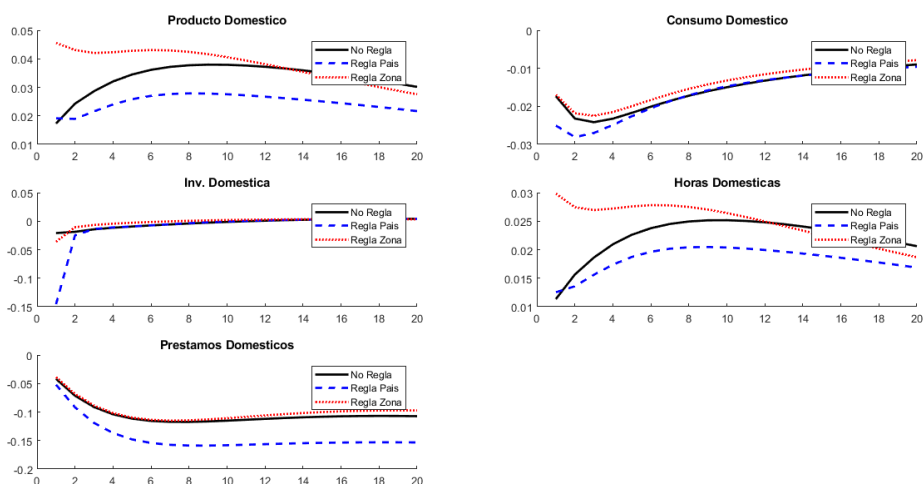 Producto Domestico
0.05
0.04
0.03
0.02
0.01
0 2 4 6 8 10 12 14 16 18 20
No Regla
Regla Pais
Regla Zona
Consumo Domestico
0
-0.01
-0.02
-0.03
0 2 4 6 8 10 12 14 16 18 20
No Regla
Regla Pais
Regla Zona
Inv. Domestica
0.05
0
-0.05
-0.1
-0.15
0 2 4 6 8 10 12 14 16 18 20
No Regla
Regla Pais
Regla Zona
Horas Domesticas
0.03
0.025
0.02
0.015
0.01
0 2 4 6 8 10 12 14 16 18 20
No Regla
Regla Pais
Regla Zona
Prestamos Domesticos
0
-0.05
-0.1
-0.15
-0.2
0 2 4 6 8 10 12 14 16 18 20
No Regla
Regla Pais
Regla Zona